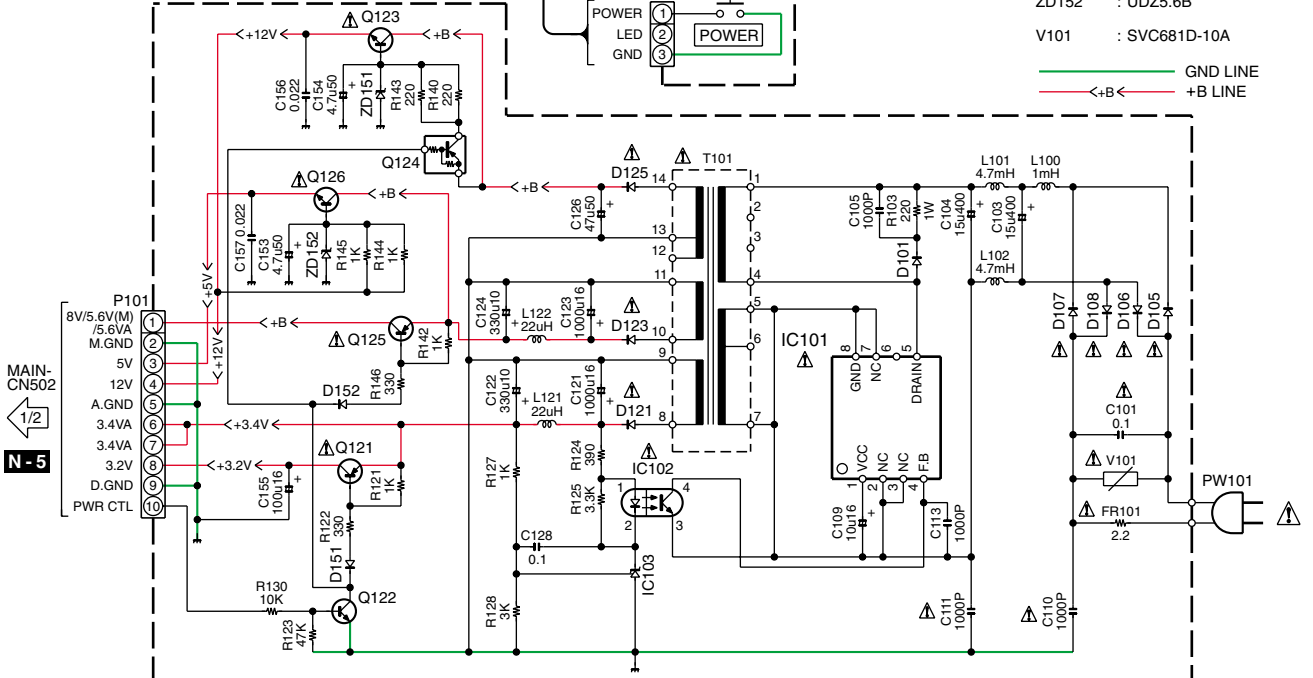 POWER
LED
GND
1
2
3
POWER
ZD152 : UDZ5.6B
V101 : SVC681D-10A
GND LINE
+B +B LINE
Q123
+12V
+B
C156
0.022
C154
4.7u50
+
ZD151
R143
220
R140
220
Q124
Q126
+B
+5V
+12V
C157 0.022
C153
4.7u50
+
ZD152
R145
1K
R144
1K
+B
D125
T101
14
13
12
11
10
9
8
1
2
3
4
5
6
7
C126
47u50
+
C105
1000P
R103
220
1W
C104
15u400
+
L101
4.7mH
L100
1mH
C103
15u400
+
L102
4.7mH
D101
D107
D108
D106
D105
P101
8V/5.6V(M)
/5.6VA
M.GND
5V
12V
A.GND
3.4VA
3.4VA
3.2V
D.GND
PWR CTL
1
2
3
4
5
6
7
8
9
10
MAIN-
CN502
1/2
N - 5
+B
Q125
R142
1K
R146
330
D152
C124
330u10
+
L122
22uH
C123
1000u16
+
D123
C122
330u10
+
L121
22uH
C121
1000u16
+
D121
+3.4V
+3.2V
Q121
C155
100u16
+
R121
1K
R122
330
D151
Q122
R130
10K
R123
47K
R127
1K
R124
390
R125
3.3K
IC102
1
2
3
4
C128
0.1
R128
3K
IC103
IC101
8
7
6
5
GND
NC
DRAIN
VCC
NC
NC
F.B
1
2
3
4
C109
10u16
+
C113
1000P
C111
1000P
C110
1000P
C101
0.1
V101
FR101
2.2
PW101